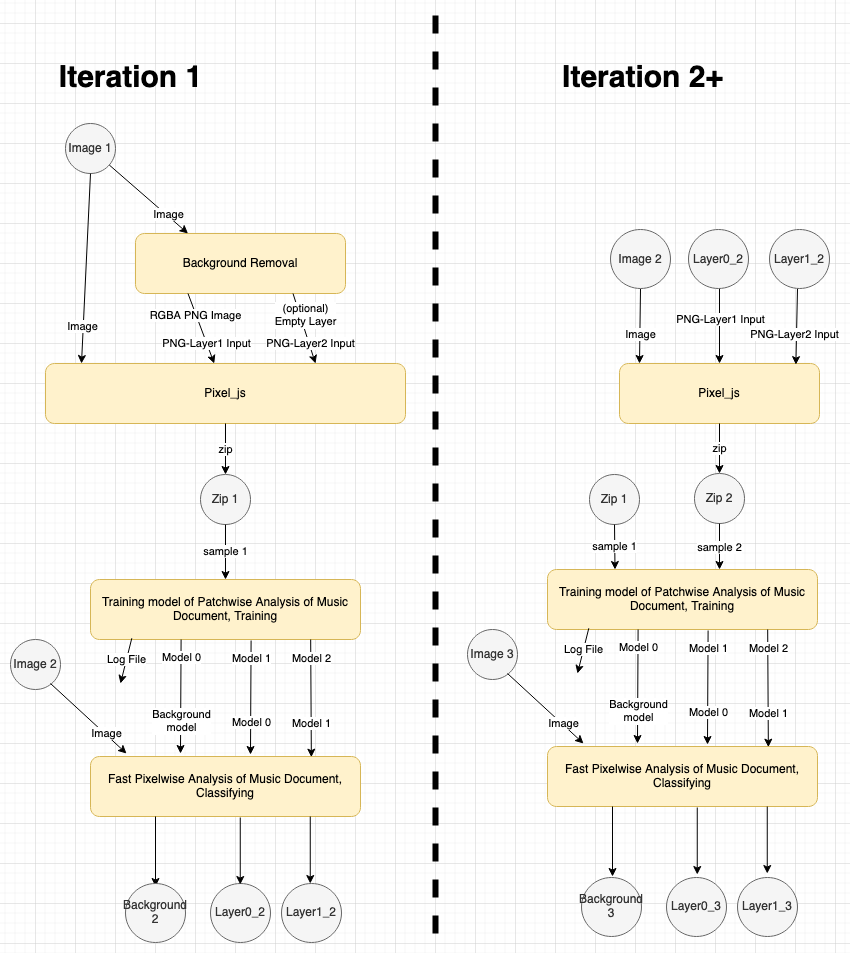 Iteration 1
Image 1
Image
Background Removal
RGBA PNG Image
(optional)
Empty Layer
Image
PNG-Layer1 Input
PNG-Layer2 Input
Pixel_js
zip
Zip 1
sample 1
Training model of Patchwise Analysis of Music
Document, Training
Image 2
Log File
Model 0
Model 1
Model 2
Image
Background
model
Model 0
Model 1
Fast Pixelwise Analysis of Music Document,
Classifying
Background
2
Layer0_2
Layer1_2
Iteration 2+
Image 2
Layer0_2
Layer1_2
Image
PNG-Layer1 Input
PNG-Layer2 Input
Pixel_js
zip
Zip 1
Zip 2
sample 1
sample 2
Training model of Patchwise Analysis of Music
Document, Training
Image 3
Log File
Model 0
Model 1
Model 2
Image
Background
model
Model 0
Model 1
Fast Pixelwise Analysis of Music Document,
Classifying
Background
3
Layer0_3
Layer1_3